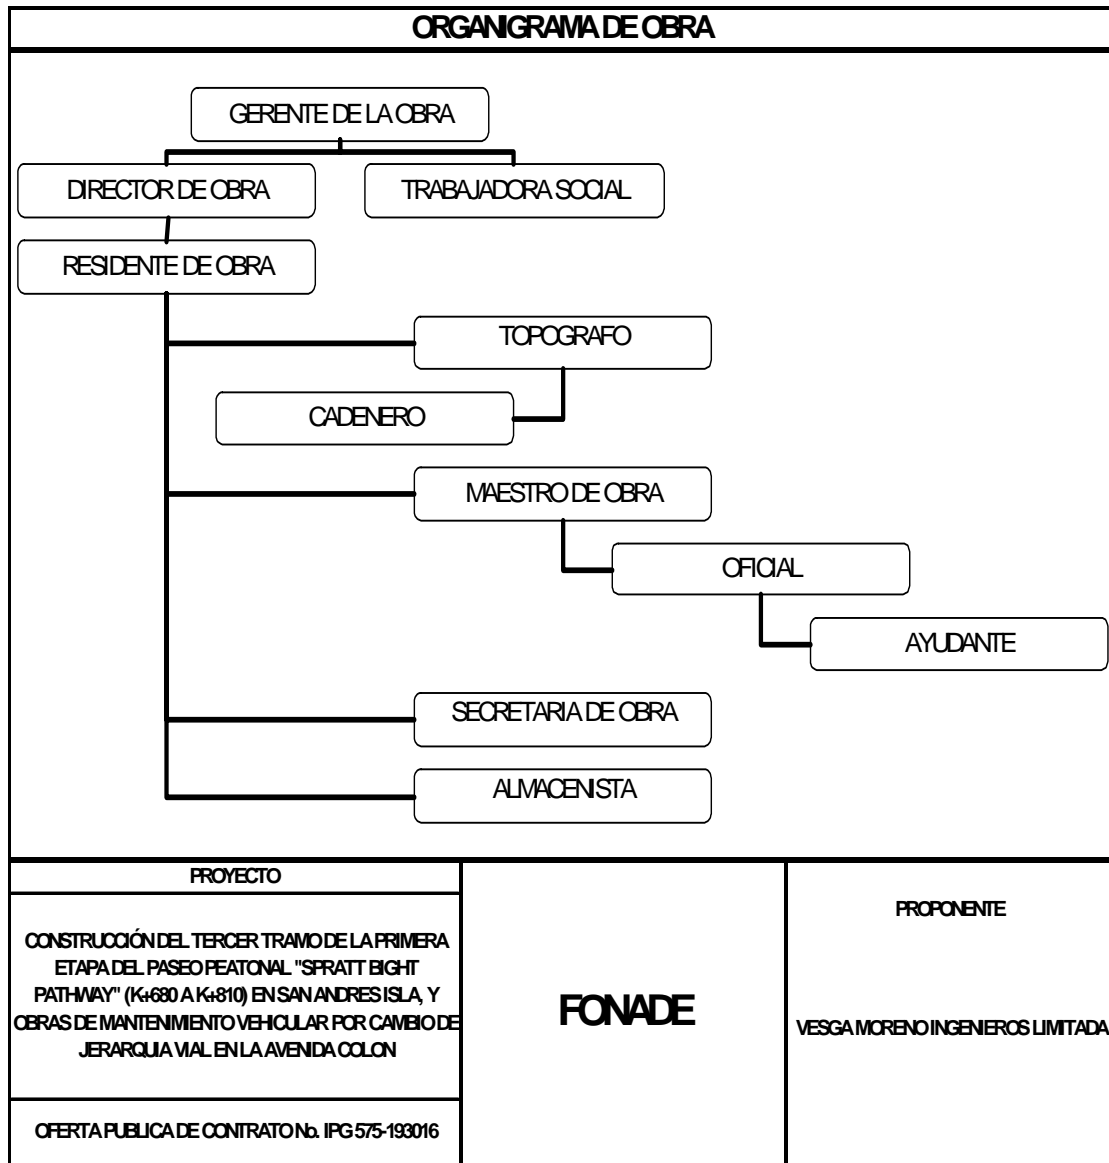 ORGANIGRAMA DE OBRA
GERENTE DE LA OBRA
DIRECTOR DE OBRA
TRABAJADORA SOCIAL
RESIDENTE DE OBRA
TOPOGRAFO
CADENERO
MAESTRO DE OBRA
OFICIAL
AYUDANTE
SECRETARIA DE OBRA
ALMACENISTA
PROYECTO
CONSTRUCCIÓN DEL TERCER TRAMO DE LA PRIMERA
ETAPA DEL PASEO PEATONAL "SPRATT BIGHT
PATHWAY" (K+680 A K+810) EN SAN ANDRES ISLA, Y
OBRAS DE MANTENIMIENTO VEHICULAR POR CAMBIO DE
JERARQUIA VIAL EN LA AVENIDA COLON
OFERTA PUBLICA DE CONTRATO No. IPG 575-193016
FONADE
PROPONENTE
VESGA MORENO INGENIEROS LIMITADA